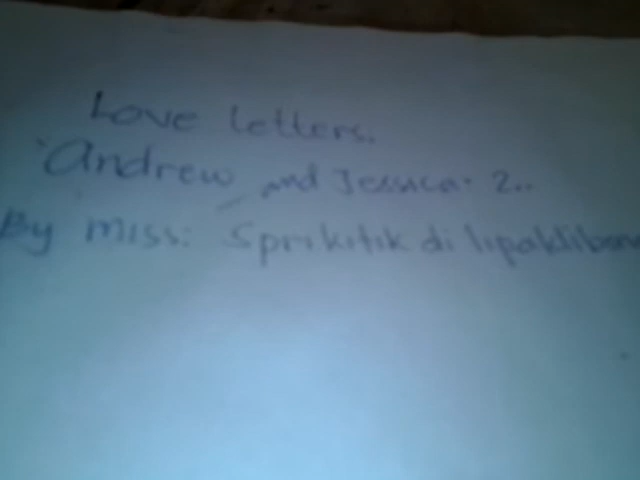 Love letters.
Andrew and Jessica. 2..
By Miss: Sprikitik di